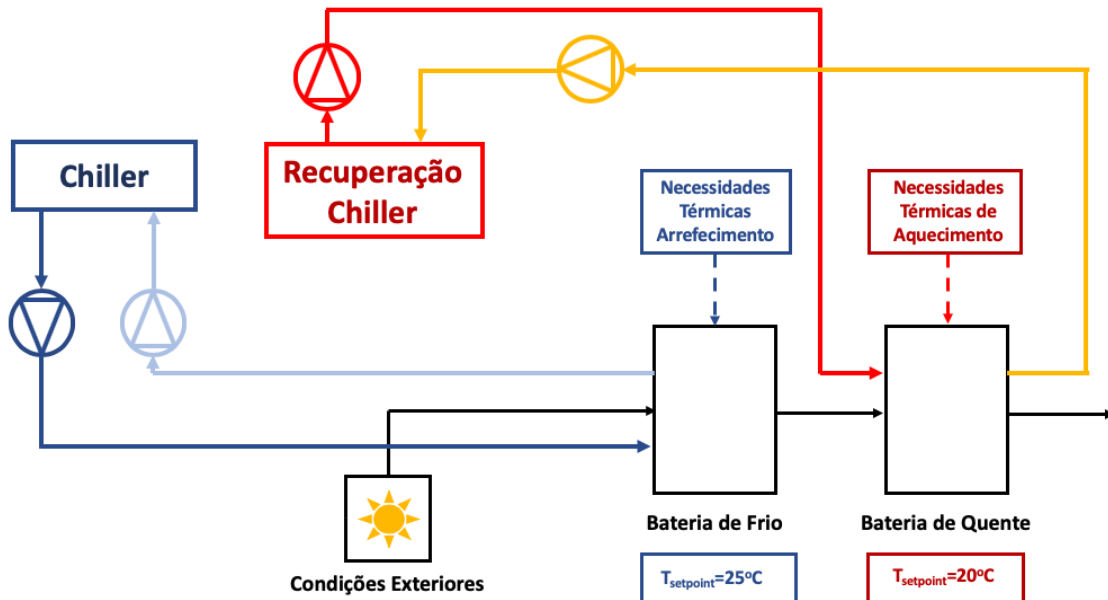 Chiller
Recuperação
Chiller
Necessidades
Térmicas
Arrefecimento
Necessidades
Térmicas de
Aquecimento
Bateria de Frio
Bateria de Quente
Condições Exteriores
Tsetpoint=25ºC
Tsetpoint=20ºC